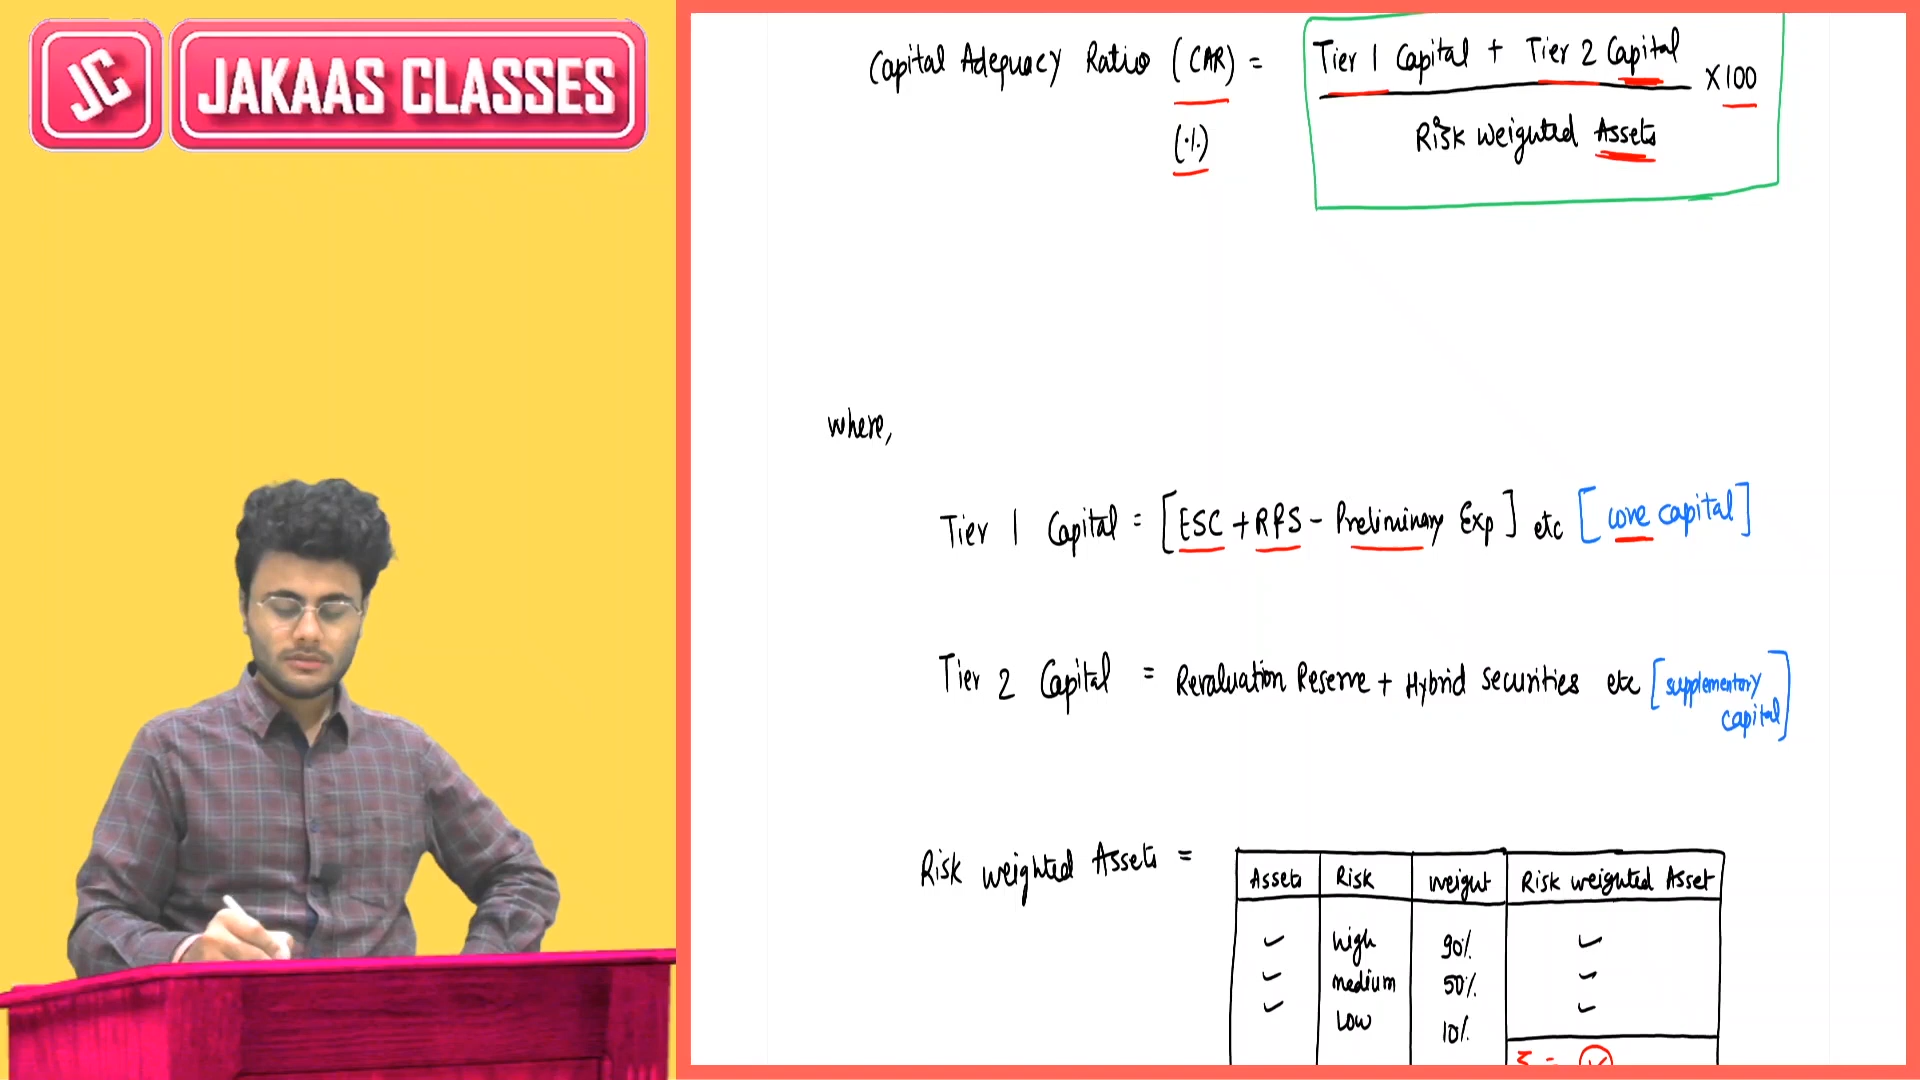 JC
JAKAAS CLASSES
Capital Adequacy Ratio (CAR) = Tier 1 Capital + Tier 2 Capital X100
(%)
Risk Weighted Assets
where,
Tier 1 Capital = [ESC + RPS - Preliminary Exp] etc [core capital]
Tier 2 Capital = Revaluation Reserve + Hybrid securities etc [supplementory
capital]
Risk weighted Assets =
Assets Risk weight Risk weighted Asset
high 90%
medium 50%
Low 10%